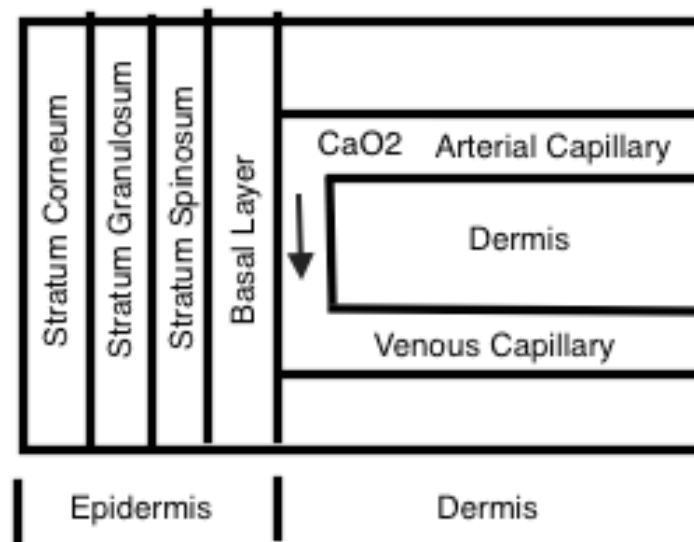 Stratum Corneum
Stratum Granulosum
Stratum Spinosum
Basal Layer
CaO2 Arterial Capillary
Dermis
Venous Capillary
Epidermis
Dermis